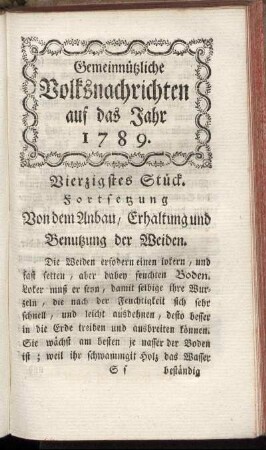 Gemeinnützliche
Volksnachrichten
auf das Jahr
1789.
Vierzigstes Stück.
Fortsetzung
Von dem Anbau, Erhaltung und
Benutzung der Weiden.
Die Weiden erfodern einen lokern, und
fast fetten, aber dabey feuchten Boden.
Loker muß er seyn, damit selbige ihre Wur-
zeln, die nach der Feuchtigkeit sich sehr
schnell, und leicht ausdehnen, desto besser
in die Erde treiben und ausbreiten können.
Sie wächst am besten je nasser der Boden
ist; weil ihr schwammigt Holz das Wasser
S s
beständig